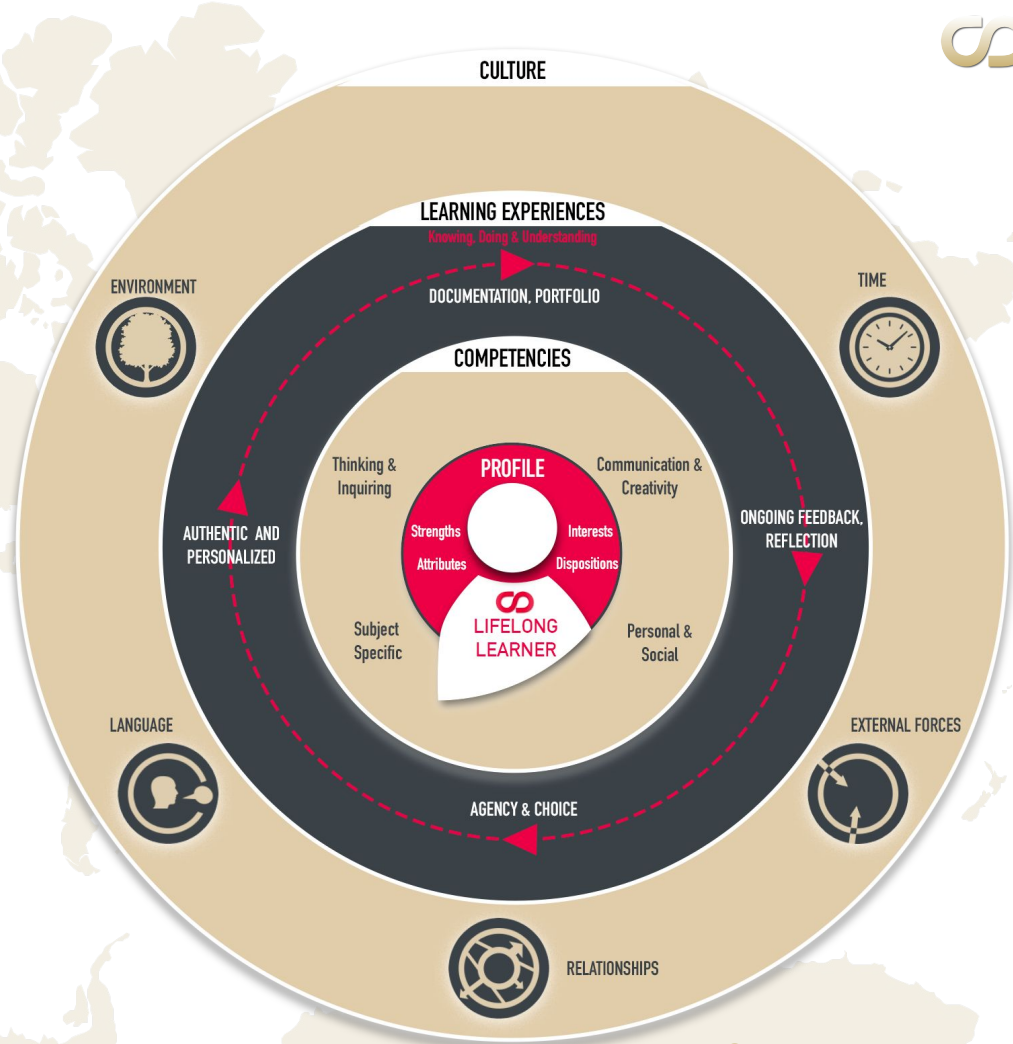 CULTURE
LEARNING EXPERIENCES
Knowing, Doing & Understanding
DOCUMENTATION, PORTFOLIO
ENVIRONMENT
TIME
COMPETENCIES
Thinking &
Inquiring
PROFILE
Communication &
Creativity
Strengths
Interests
Attributes
Dispositions
AUTHENTIC AND
PERSONALIZED
ONGOING FEEDBACK,
REFLECTION
LIFELONG
LEARNER
Subject
Specific
Personal &
Social
LANGUAGE
EXTERNAL FORCES
AGENCY & CHOICE
RELATIONSHIPS